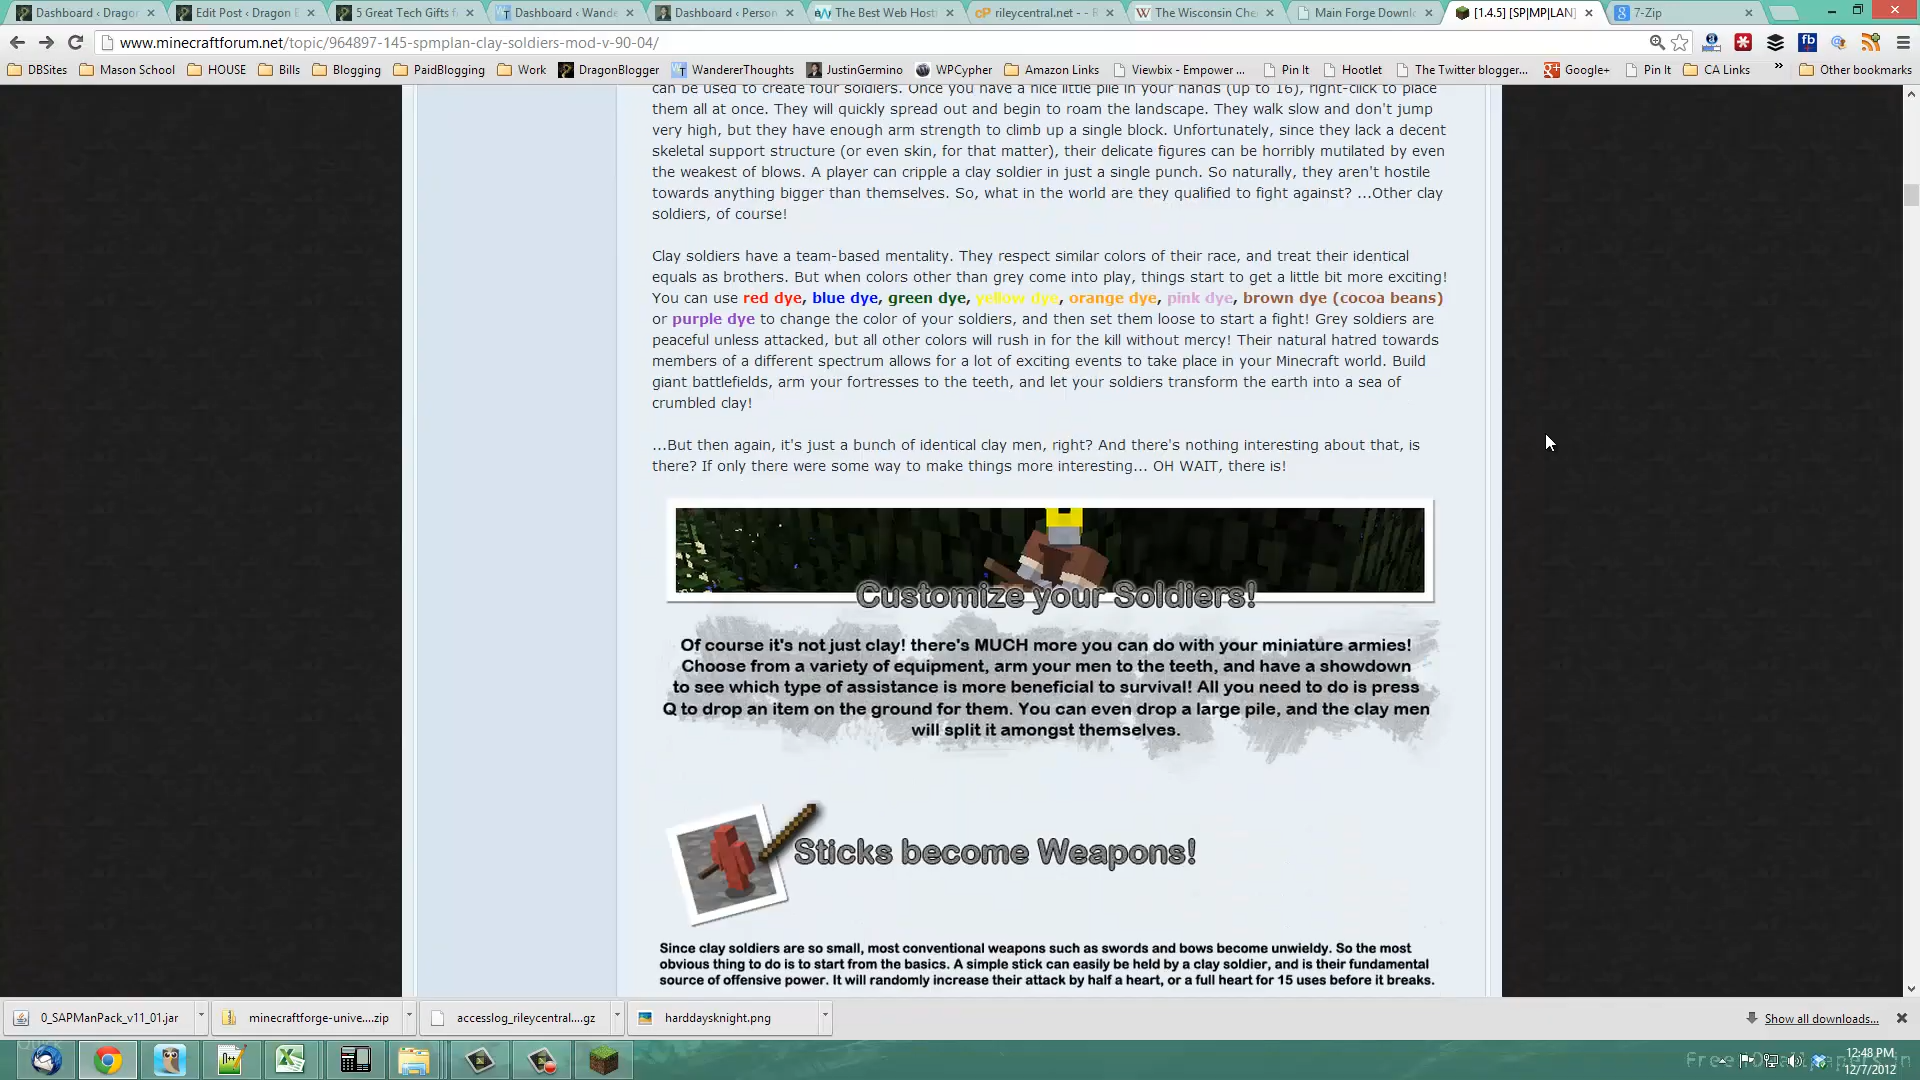 Dashboard ‹ Dragon
Edit Post ‹ Dragon B
5 Great Tech Gifts f
Dashboard ‹ Wande
Dashboard ‹ Person
The Best Web Hosti
rileycentral.net - - R
The Wisconsin Che
Main Forge Downl
[1.4.5] [SP|MP|LAN]
7-Zip
www.minecraftforum.net/topic/964897-145-spmplan-clay-soldiers-mod-v-90-04/
DBSites
Mason School
HOUSE
Bills
Blogging
PaidBlogging
Work
DragonBlogger
WandererThoughts
JustinGermino
WPCypher
Amazon Links
Viewbix - Empower ...
Pin It
Hootlet
The Twitter blogger...
Google+
Pin It
CA Links
Other bookmarks
can be used to create four soldiers. Once you have a nice little pile in your hands (up to 16), right-click to place
them all at once. They will quickly spread out and begin to roam the landscape. They walk slow and don't jump
very high, but they have enough arm strength to climb up a single block. Unfortunately, since they lack a decent
skeletal support structure (or even skin, for that matter), their delicate figures can be horribly mutilated by even
the weakest of blows. A player can cripple a clay soldier in just a single punch. So naturally, they aren't hostile
towards anything bigger than themselves. So, what in the world are they qualified to fight against? ...Other clay
soldiers, of course!
Clay soldiers have a team-based mentality. They respect similar colors of their race, and treat their identical
equals as brothers. But when colors other than grey come into play, things start to get a little bit more exciting!
You can use red dye, blue dye, green dye, yellow dye, orange dye, pink dye, brown dye (cocoa beans)
or purple dye to change the color of your soldiers, and then set them loose to start a fight! Grey soldiers are
peaceful unless attacked, but all other colors will rush in for the kill without mercy! Their natural hatred towards
members of a different spectrum allows for a lot of exciting events to take place in your Minecraft world. Build
giant battlefields, arm your fortresses to the teeth, and let your soldiers transform the earth into a sea of
crumbled clay!
...But then again, it's just a bunch of identical clay men, right? And there's nothing interesting about that, is
there? If only there were some way to make things more interesting... OH WAIT, there is!
Customize your Soldiers!
Of course it's not just clay! there's MUCH more you can do with your miniature armies!
Choose from a variety of equipment, arm your men to the teeth, and have a showdown
to see which type of assistance is more beneficial to survival! All you need to do is press
Q to drop an item on the ground for them. You can even drop a large pile, and the clay men
will split it amongst themselves.
Sticks become Weapons!
Since clay soldiers are so small, most conventional weapons such as swords and bows become unwieldy. So the most
obvious thing to do is to start from the basics. A simple stick can easily be held by a clay soldier, and is their fundamental
source of offensive power. It will randomly increase their attack by half a heart, or a full heart for 15 uses before it breaks.
0_SAPManPack_v11_01.jar
minecraftforge-unive....zip
accesslog_rileycentral....gz
harddaysknight.png
Show all downloads...
12:48 PM
12/7/2012